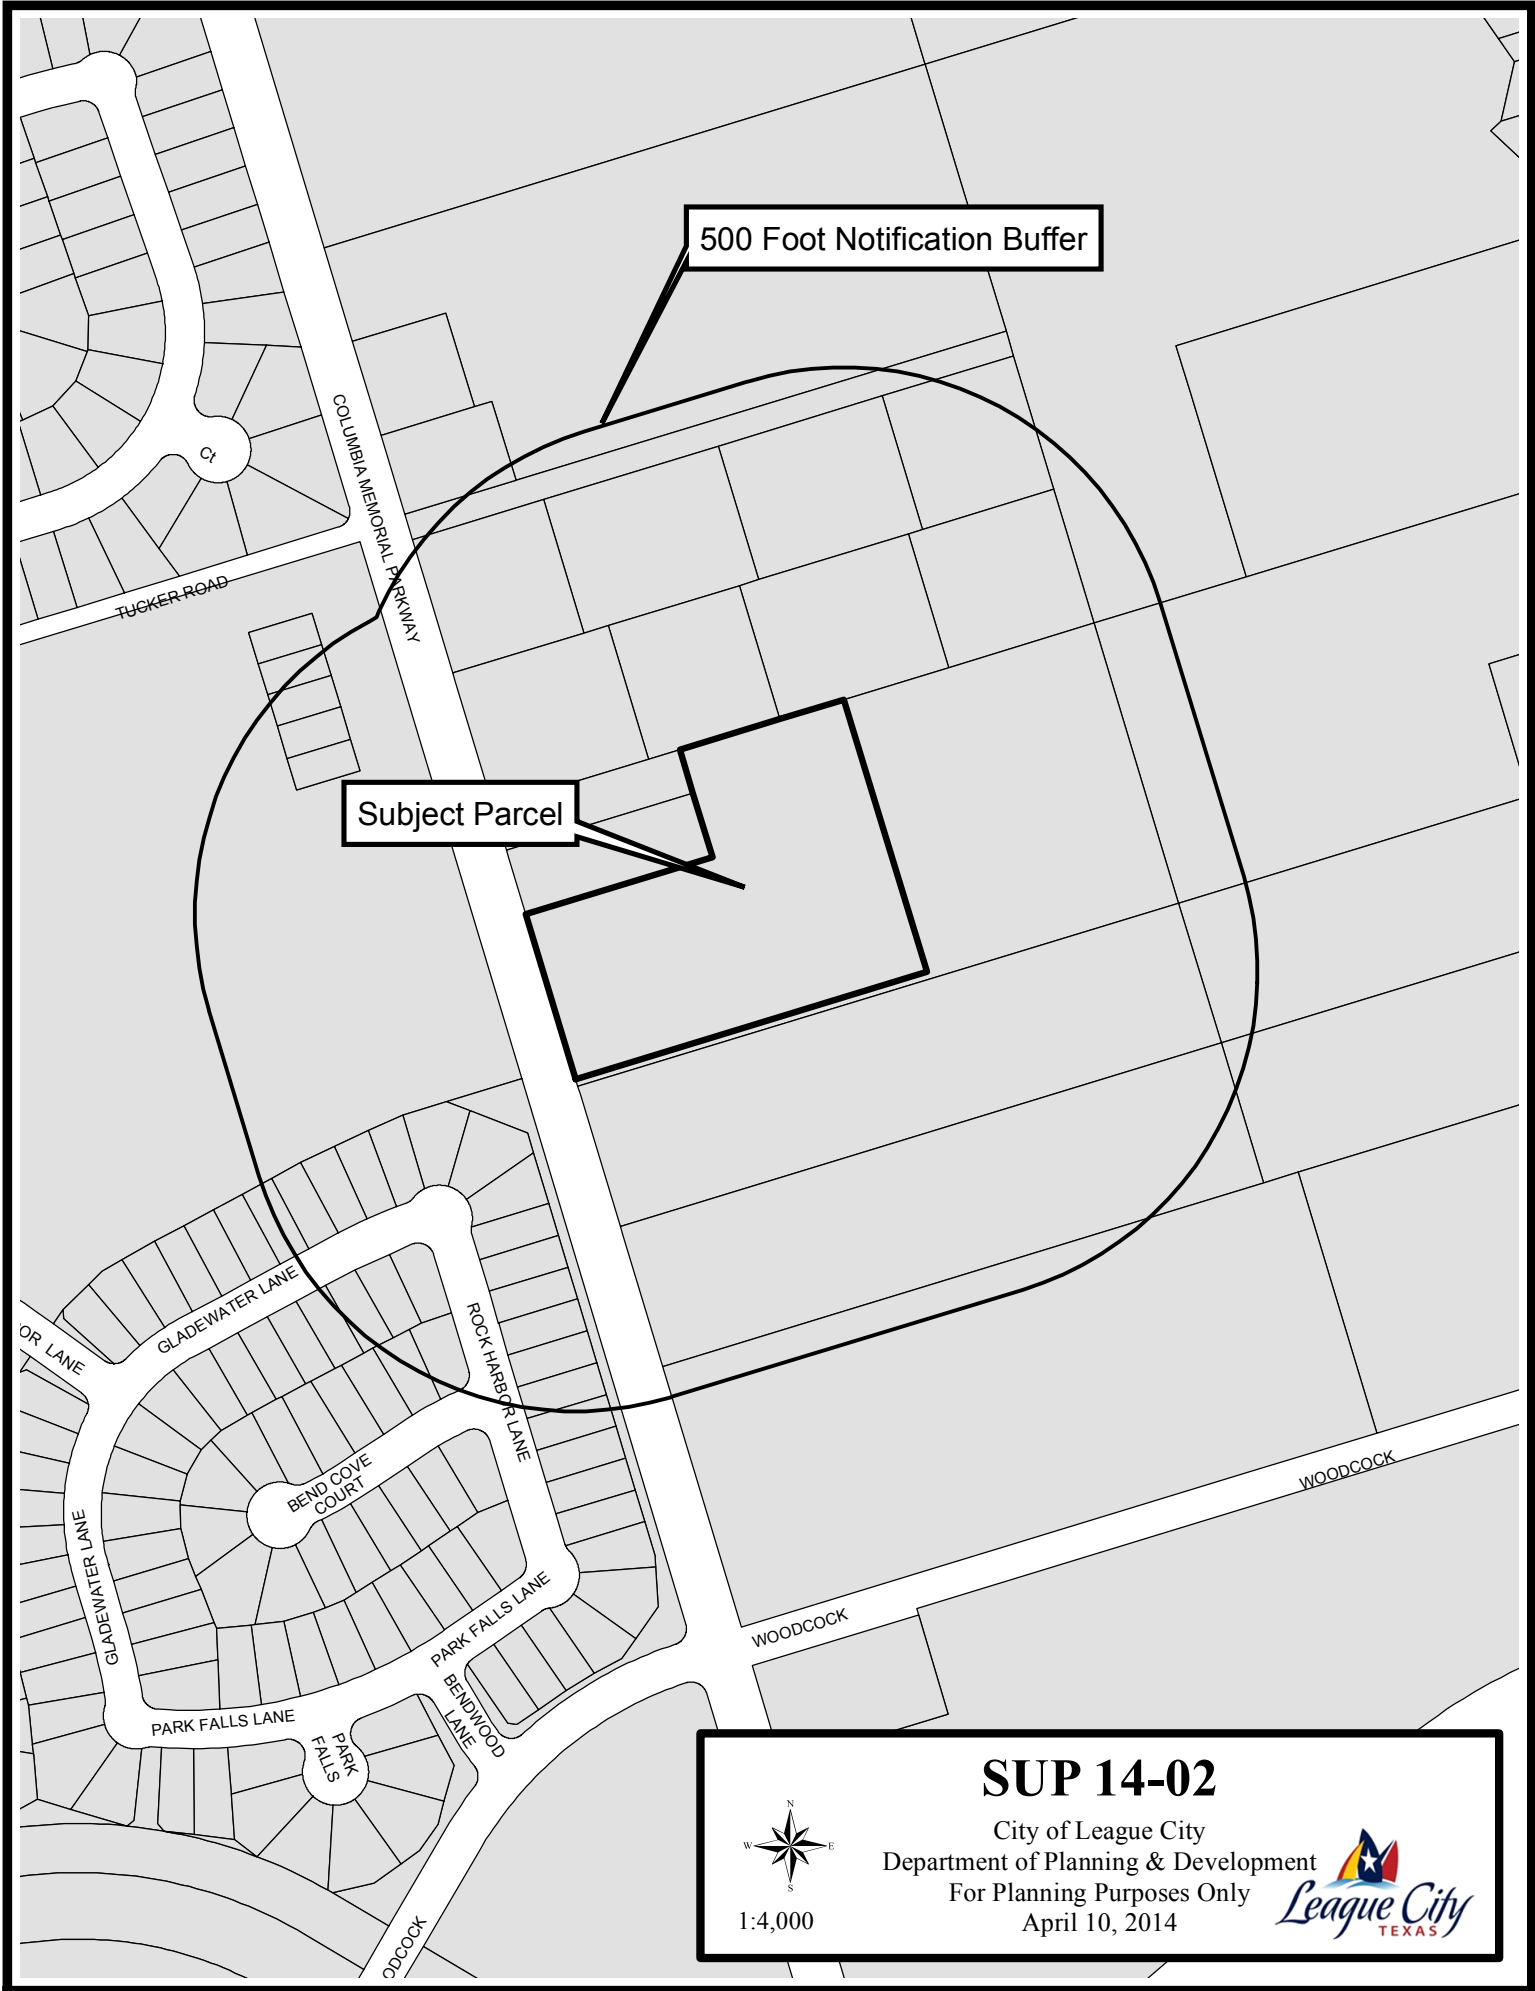 500 Foot Notification Buffer
COLUMBIA MEMORIAL PARKWAY
Ct
TUCKER ROAD
Subject Parcel
GLADEWATER LANE
OR LANE
ROCK HARBOR LANE
BEND COVE
COURT
WOODCOCK
GLADEWATER LANE
PARK FALLS LANE
WOODCOCK
BENDWOOD
LANE
PARK FALLS LANE
PARK
FALLS
ODCOCK
SUP 14-02
City of League City
Department of Planning & Development
For Planning Purposes Only
April 10, 2014
N
W
E
S
1:4,000
League City
TEXAS